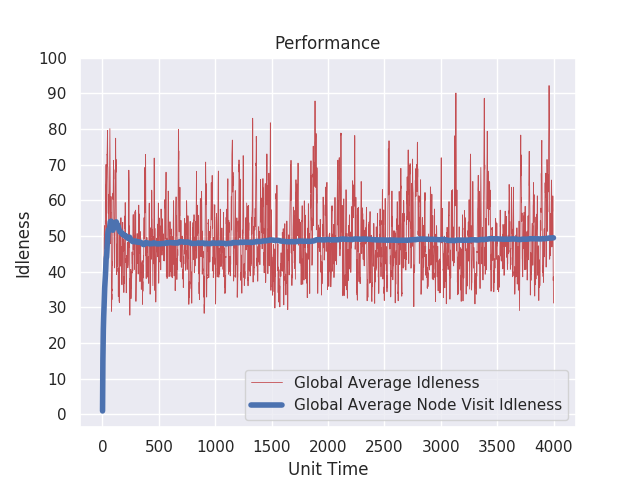 Performance
100
90
80
70
60
50
40
30
20
10
0
Idleness
Global Average Idleness
Global Average Node Visit Idleness
0 500 1000 1500 2000 2500 3000 3500 4000
Unit Time